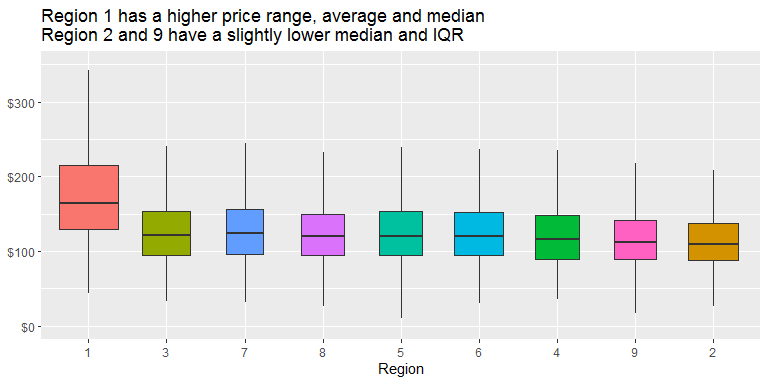 Region 1 has a higher price range, average and median
Region 2 and 9 have a slightly lower median and IQR
$300
$200
$100
$0
1 3 7 8 5 6 4 9 2
Region